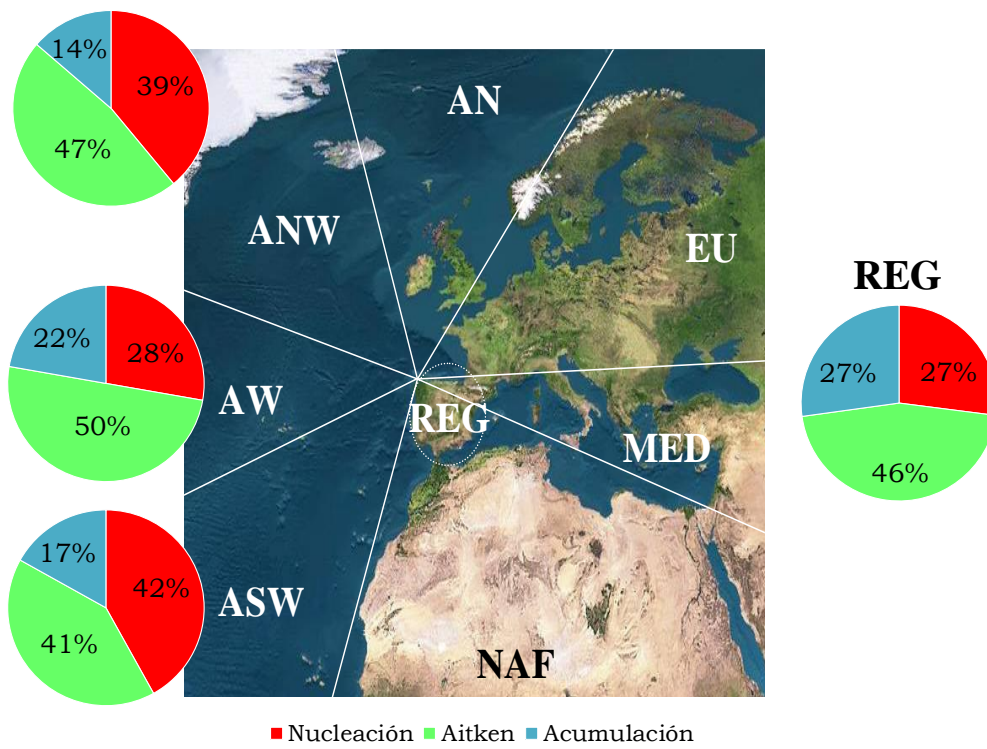 14%
39%
47%
AN
ANW
EU
REG
22%
28%
50%
AW
REG
MED
27%
27%
46%
17%
42%
41%
ASW
NAF
Nucleación Aitken Acumulación